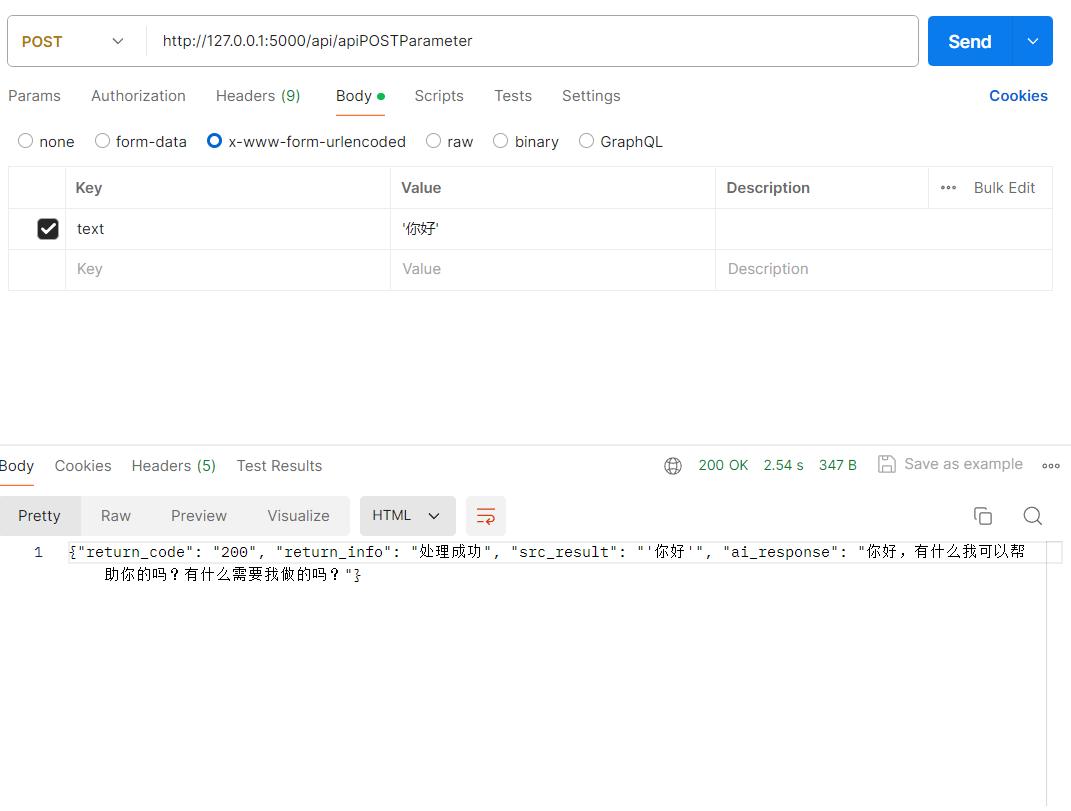 POST http://127.0.0.1:5000/api/apiPOSTParameter Send
Params Authorization Headers (9) Body Scripts Tests Settings Cookies
none form-data x-www-form-urlencoded raw binary GraphQL
Key Value Description ••• Bulk Edit
text '你好'
Key Value Description
Body Cookies Headers (5) Test Results 200 OK 2.54 s 347 B Save as example
Pretty Raw Preview Visualize HTML
1 {"return_code": "200", "return_info": "处理成功", "src_result": "'你好'", "ai_response": "你好，有什么我可以帮
助你的吗？有什么需要我做的吗？"}